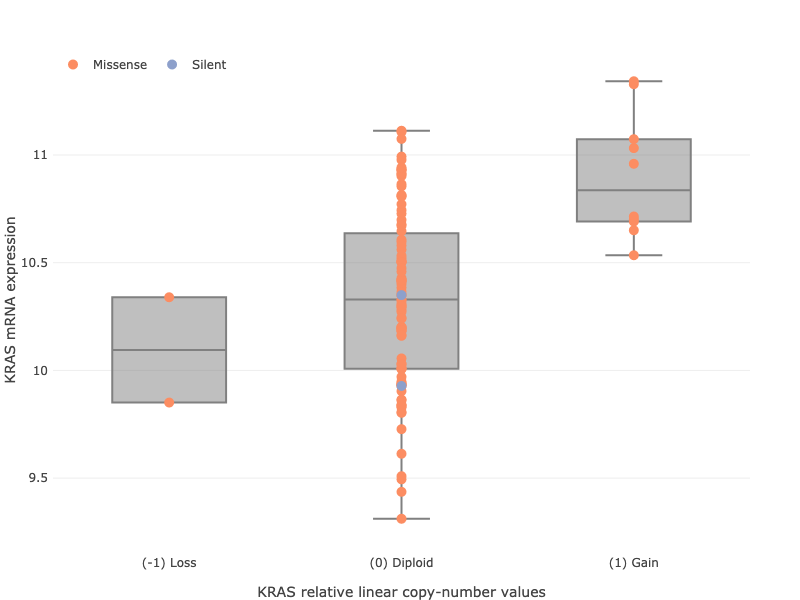 Missense Silent
11
10.5
10
9.5
KRAS mRNA expression
(-1) Loss (0) Diploid (1) Gain
KRAS relative linear copy-number values